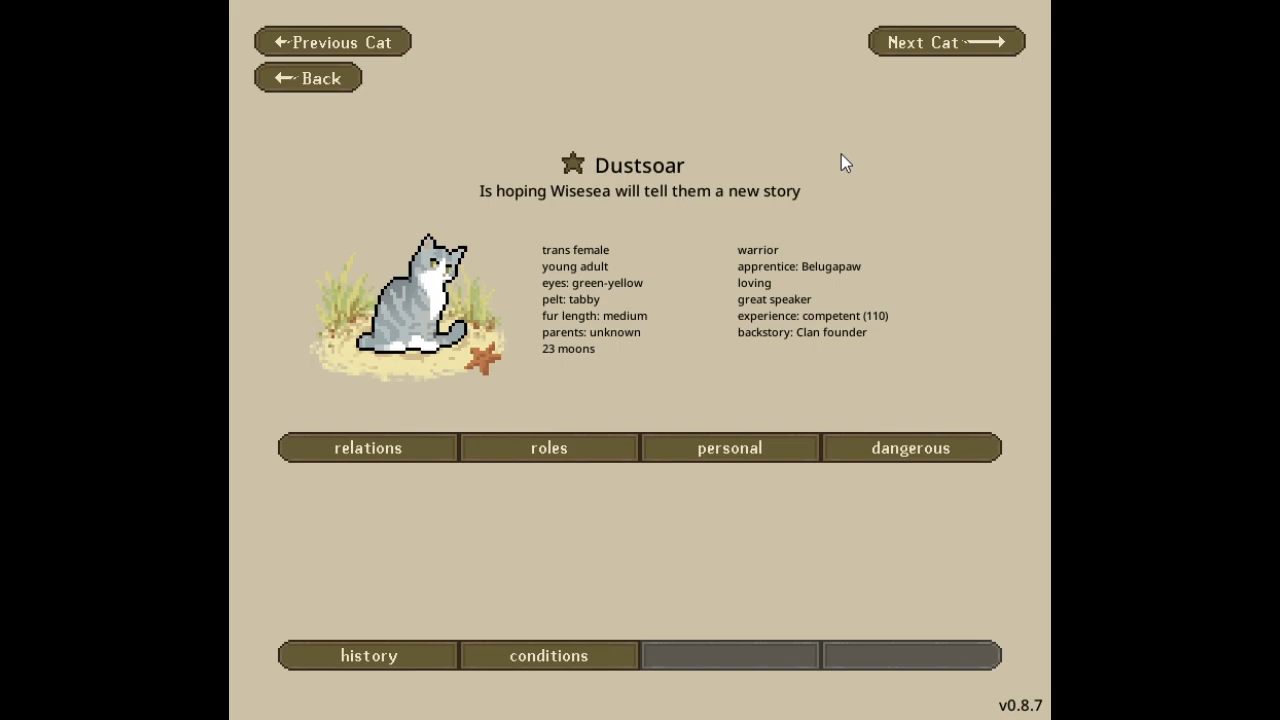 Previous Cat
Next Cat
Back
Dustsoar
Is hoping Wisesea will tell them a new story
trans female
young adult
eyes: green-yellow
pelt: tabby
fur length: medium
parents: unknown
23 moons
warrior
apprentice: Belugapaw
loving
great speaker
experience: competent (110)
backstory: Clan founder
relations
roles
personal
dangerous
history
conditions
v0.8.7